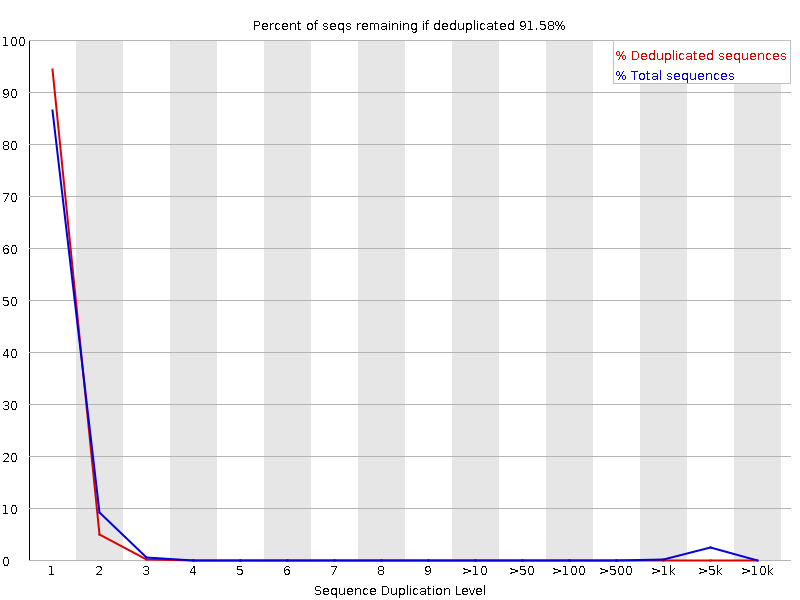 Percent of seqs remaining if deduplicated 91.58%
% Deduplicated sequences
% Total sequences
100
90
80
70
60
50
40
30
20
10
0
1 2 3 4 5 6 7 8 9 >10 >50 >100 >500 >1k >5k >10k
Sequence Duplication Level